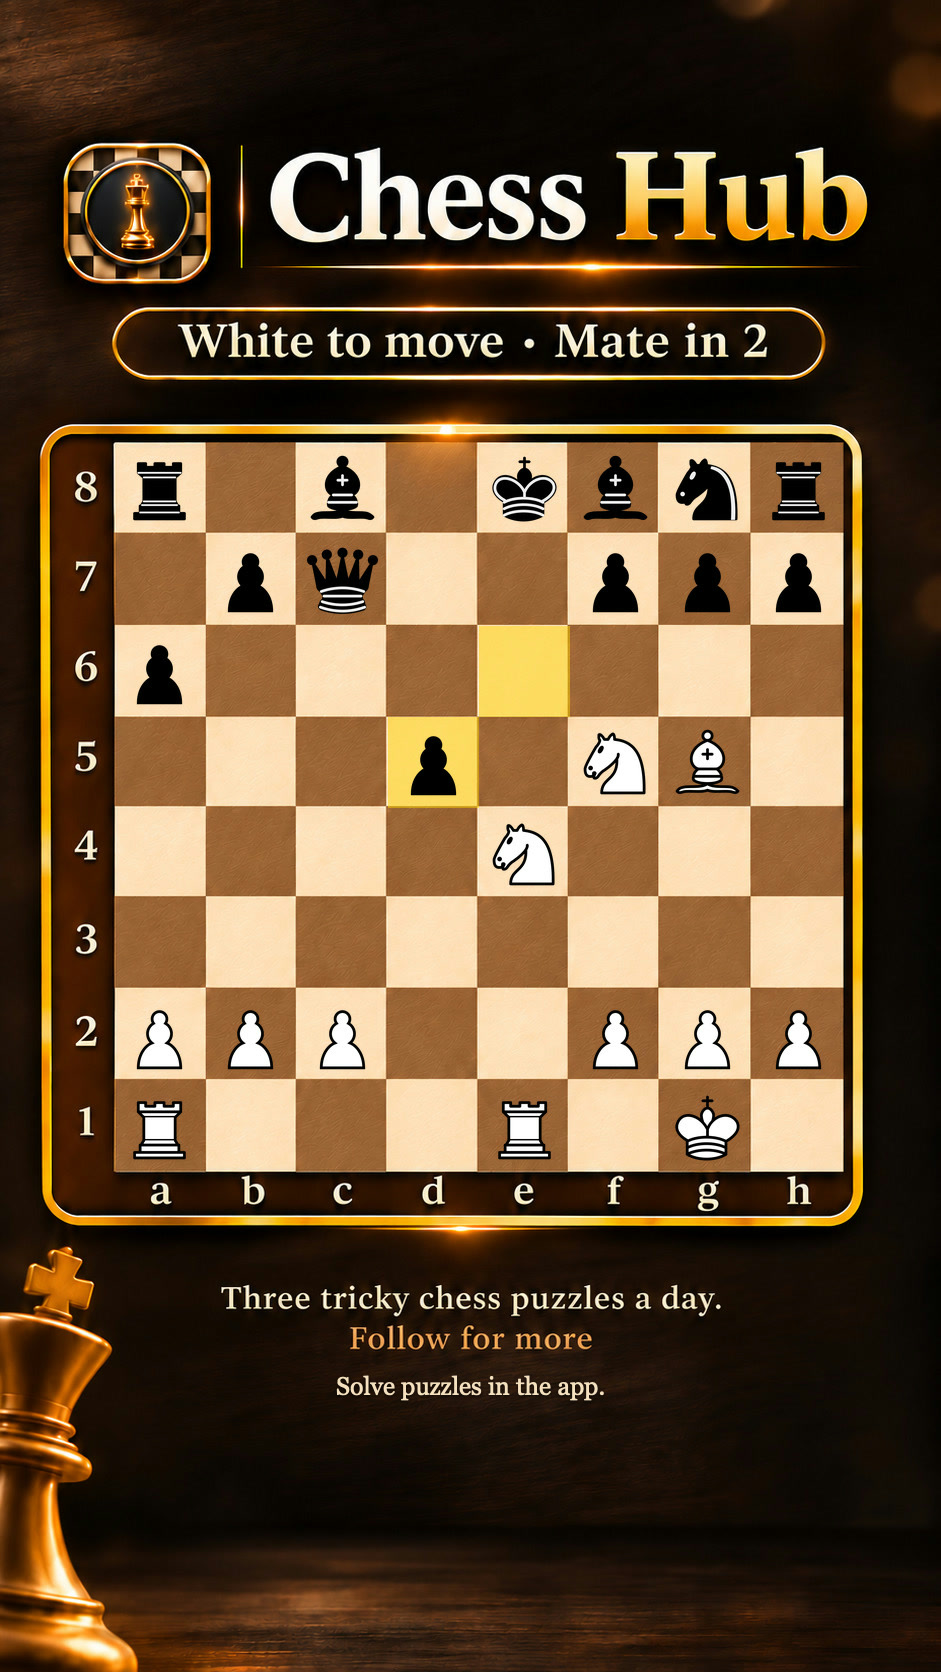 Chess Hub
White to move • Mate in 2
8
7
6
5
4
3
2
1
a b c d e f g h
Three tricky chess puzzles a day.
Follow for more
Solve puzzles in the app.